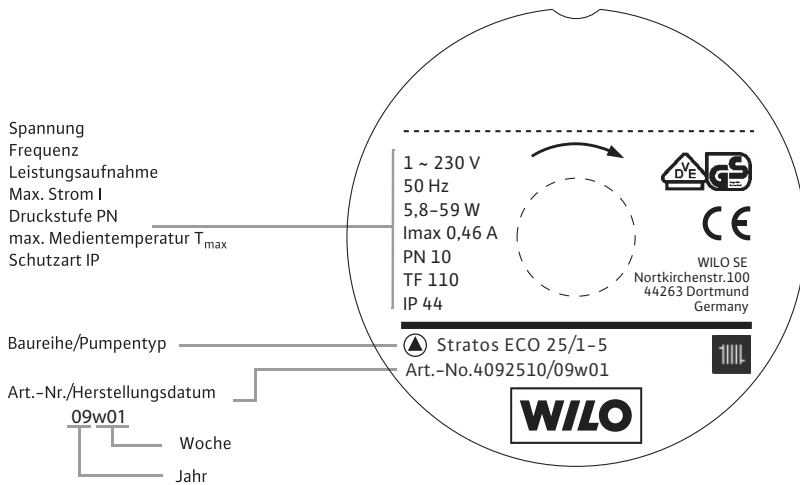 Spannung
Frequenz
Leistungsaufnahme
Max. Strom I
Druckstufe PN
max. Medientemperatur Tmax
Schutzart IP
1 ~ 230 V
50 Hz
5,8–59 W
Imax 0,46 A
PN 10
TF 110
IP 44
VDE
GS
CE
WILO SE
Nortkirchenstr.100
44263 Dortmund
Germany
Baureihe/Pumpentyp
Stratos ECO 25/1-5
Art.-No.4092510/09w01
Art.-Nr./Herstellungsdatum
09w01
Woche
Jahr
WILO